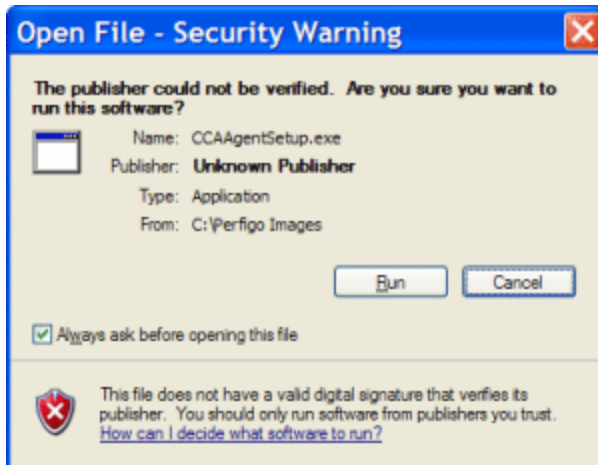 Open File - Security Warning
The publisher could not be verified.  Are you sure you want to
run this software?
Name: CCAAgentSetup.exe
Publisher: Unknown Publisher
Type: Application
From: C:\Perfigo Images
Run Cancel
Always ask before opening this file
This file does not have a valid digital signature that verifies its
publisher.  You should only run software from publishers you trust.
How can I decide what software to run?